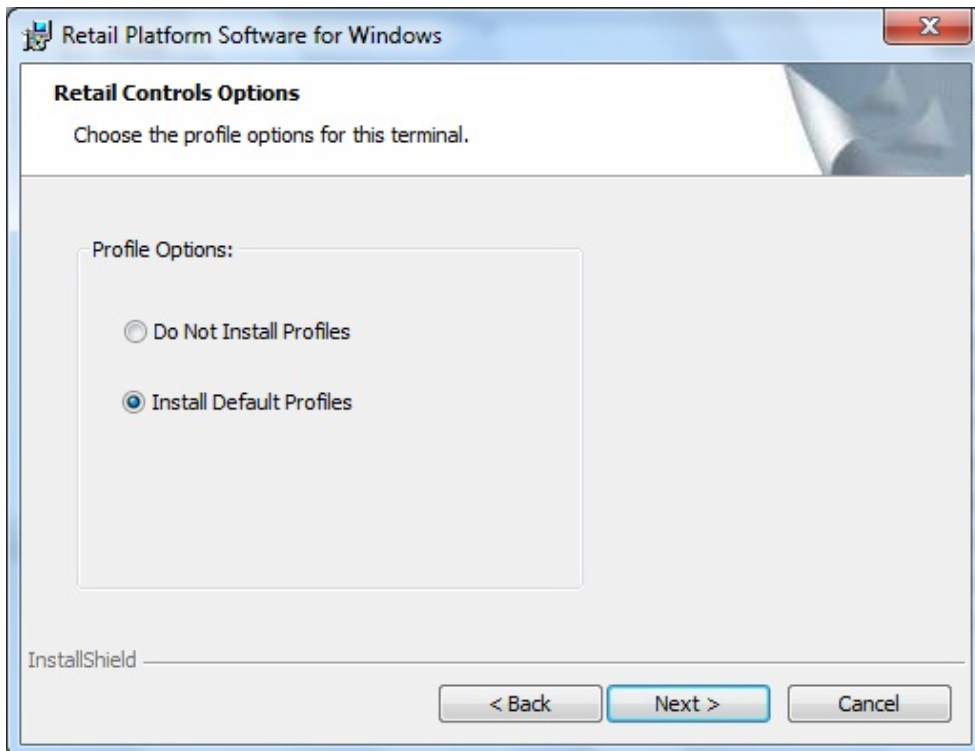 Retail Platform Software for Windows
Retail Controls Options
Choose the profile options for this terminal.
Profile Options:
Do Not Install Profiles
Install Default Profiles
InstallShield
< Back Next > Cancel